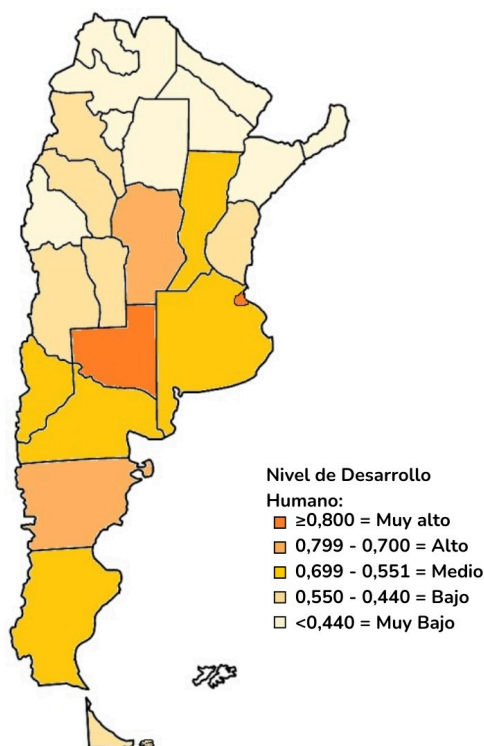 Nivel de Desarrollo
Humano:
≥0,800 = Muy alto
0,799 - 0,700 = Alto
0,699 - 0,551 = Medio
0,550 - 0,440 = Bajo
<0,440 = Muy Bajo